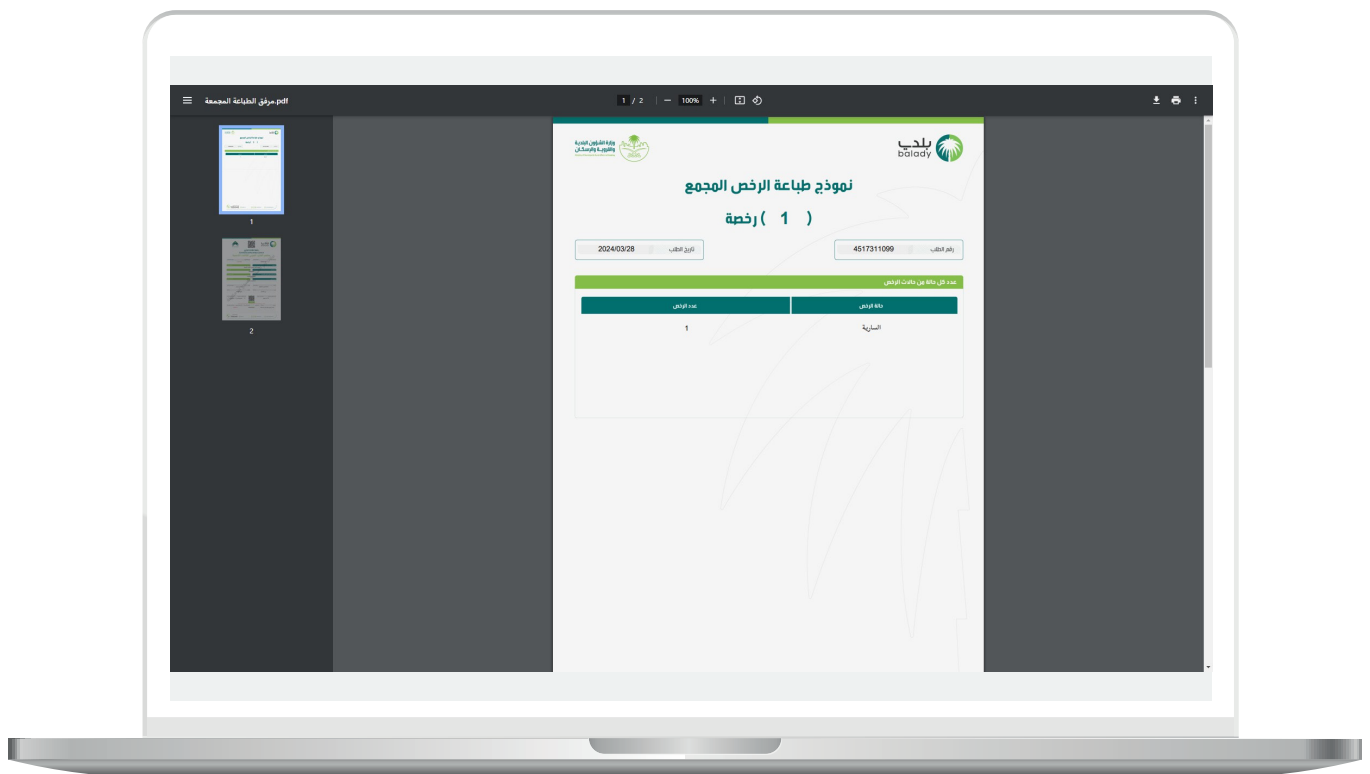 مرفق الطباعة المجمعة.pdf
1 / 2
100%
1
2
وزارة الشؤون البلدية
والقروية والإسكان
بلدي
balady
نموذج طباعة الرخص المجمع
( 1 ) رخصة
رقم الطلب 4517311099
تاريخ الطلب 2024/03/28
عدد كل حالة من حالات الرخص
حالة الرخص عدد الرخص
السارية 1